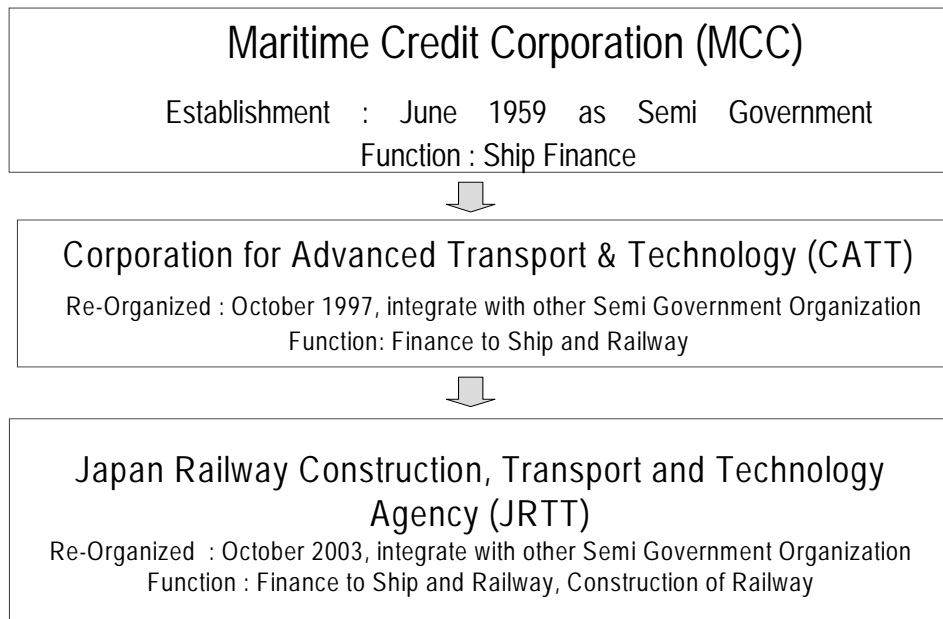 Maritime Credit Corporation (MCC)
Establishment : June 1959 as Semi Government
Function : Ship Finance
Corporation for Advanced Transport & Technology (CATT)
Re-Organized : October 1997, integrate with other Semi Government Organization
Function: Finance to Ship and Railway
Japan Railway Construction, Transport and Technology
Agency (JRTT)
Re-Organized : October 2003, integrate with other Semi Government Organization
Function : Finance to Ship and Railway, Construction of Railway